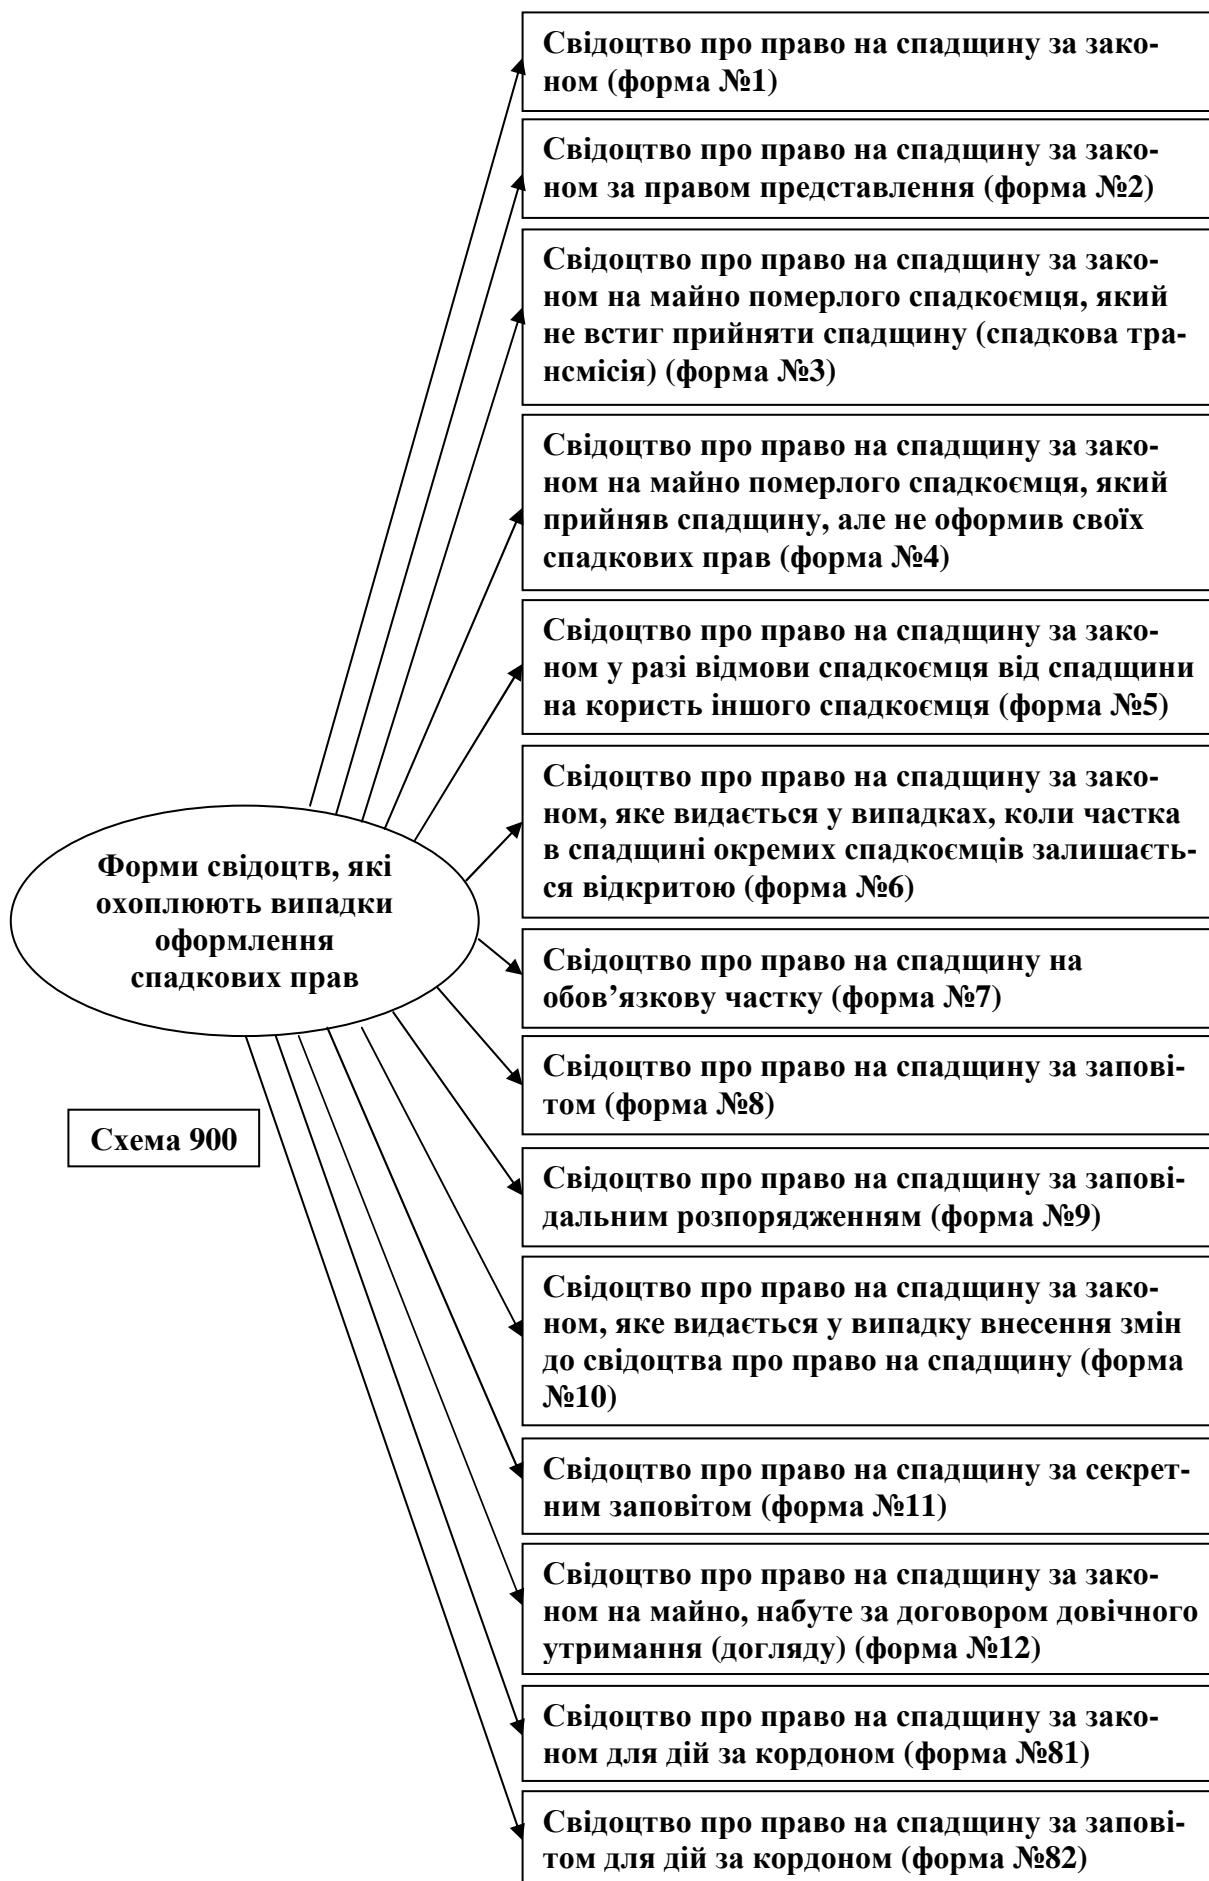 Свідоцтво про право на спадщину за зако-
ном (форма №1)
Свідоцтво про право на спадщину за зако-
ном за правом представлення (форма №2)
Свідоцтво про право на спадщину за зако-
ном на майно померлого спадкоємця, який
не встиг прийняти спадщину (спадкова тра-
нсмісія) (форма №3)
Свідоцтво про право на спадщину за зако-
ном на майно померлого спадкоємця, який
прийняв спадщину, але не оформив своїх
спадкових прав (форма №4)
Свідоцтво про право на спадщину за зако-
ном у разі відмови спадкоємця від спадщини
на користь іншого спадкоємця (форма №5)
Свідоцтво про право на спадщину за зако-
ном, яке видається у випадках, коли частка
в спадщині окремих спадкоємців залишаєть-
ся відкритою (форма №6)
Форми свідоцтв, які
охоплюють випадки
оформлення
спадкових прав
Свідоцтво про право на спадщину на
обов’язкову частку (форма №7)
Свідоцтво про право на спадщину за запові-
том (форма №8)
Схема 900
Свідоцтво про право на спадщину за запові-
дальним розпорядженням (форма №9)
Свідоцтво про право на спадщину за зако-
ном, яке видається у випадку внесення змін
до свідоцтва про право на спадщину (форма
№10)
Свідоцтво про право на спадщину за секрет-
ним заповітом (форма №11)
Свідоцтво про право на спадщину за зако-
ном на майно, набуте за договором довічного
утримання (догляду) (форма №12)
Свідоцтво про право на спадщину за зако-
ном для дій за кордоном (форма №81)
Свідоцтво про право на спадщину за запові-
том для дій за кордоном (форма №82)